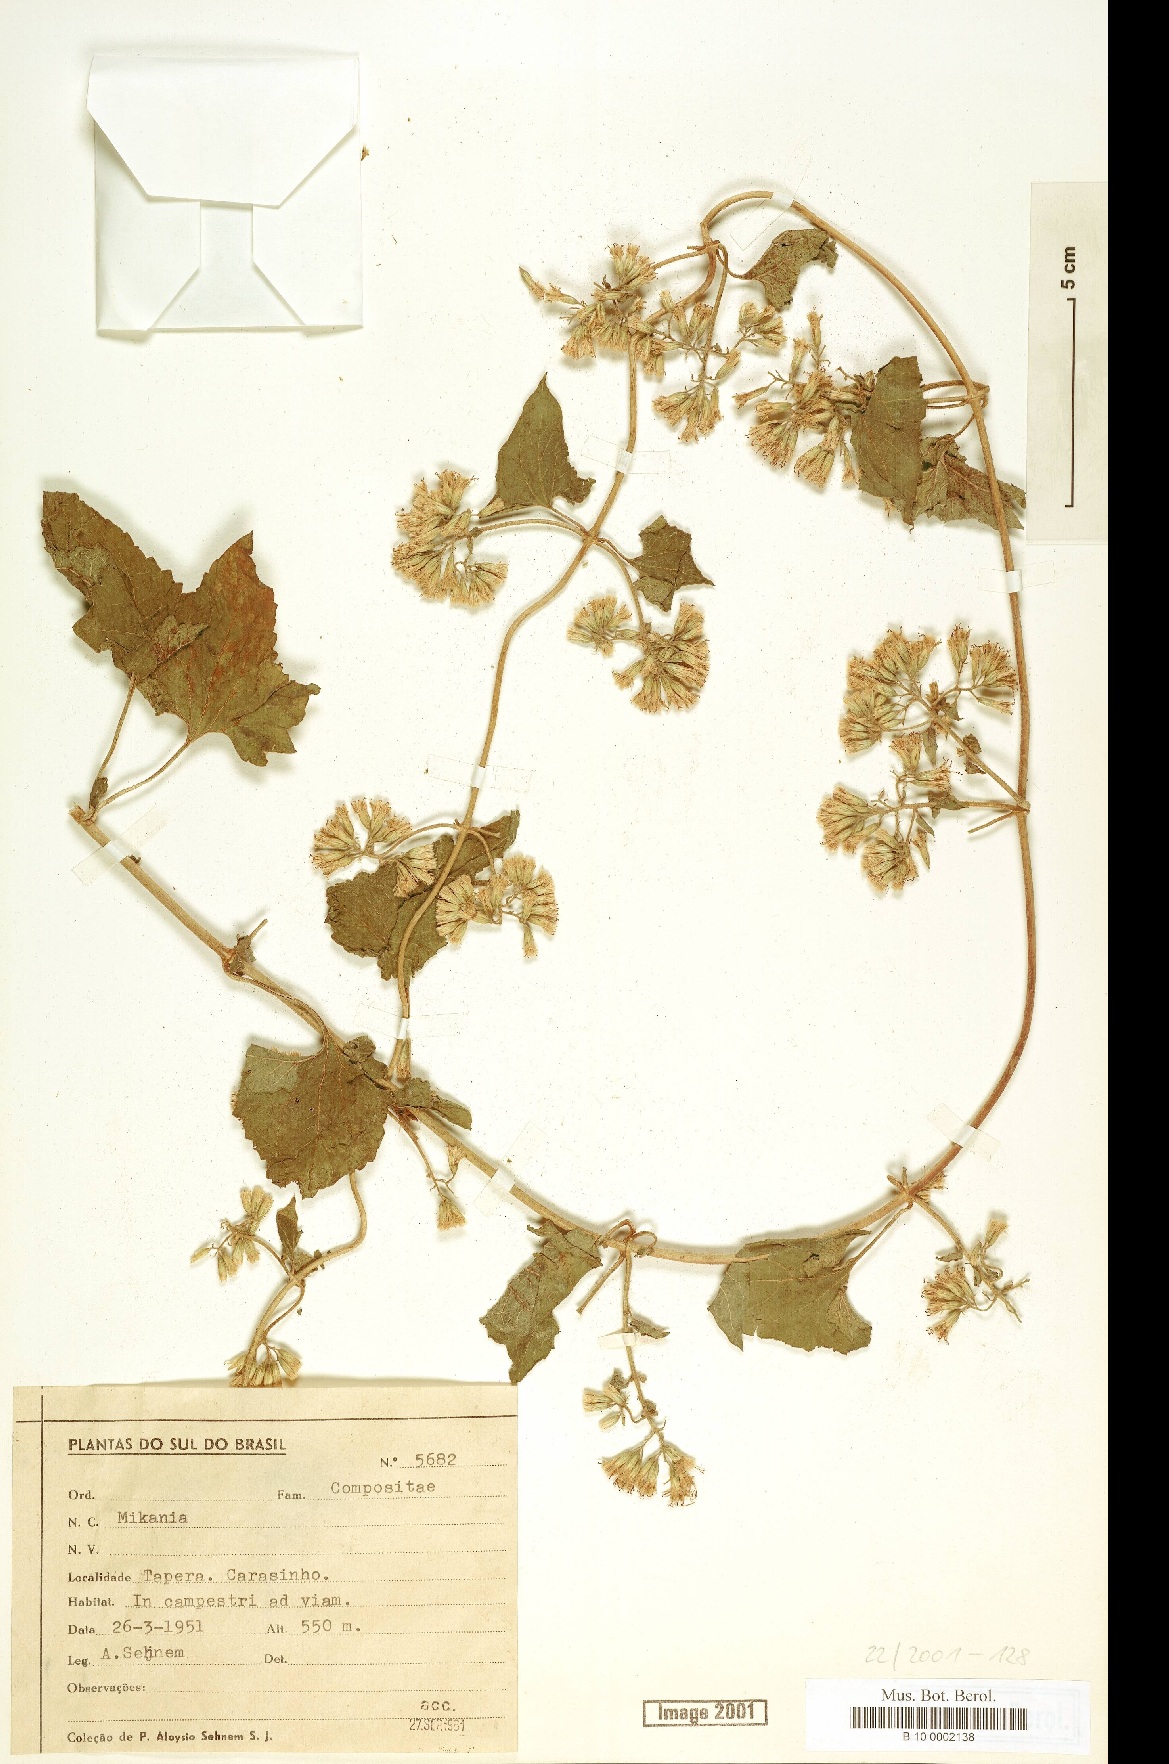 5 cm
PLANTAS DO SUL DO BRASIL
N.º 5682
Ord. Fam. Compositae
N. C. Mikania
N. V.
Localidade Tapera. Carasinho.
Habitat. In campestri ad viam.
Data 26-3-1951 Alt. 550 m.
Leg. A.Sehnem Det.
Observações:
acc.
Coleção de P. Aloysio Sehnem S. J.
22/2001-128
Image 2001
Mus. Bot. Berol.
B 10 0002138